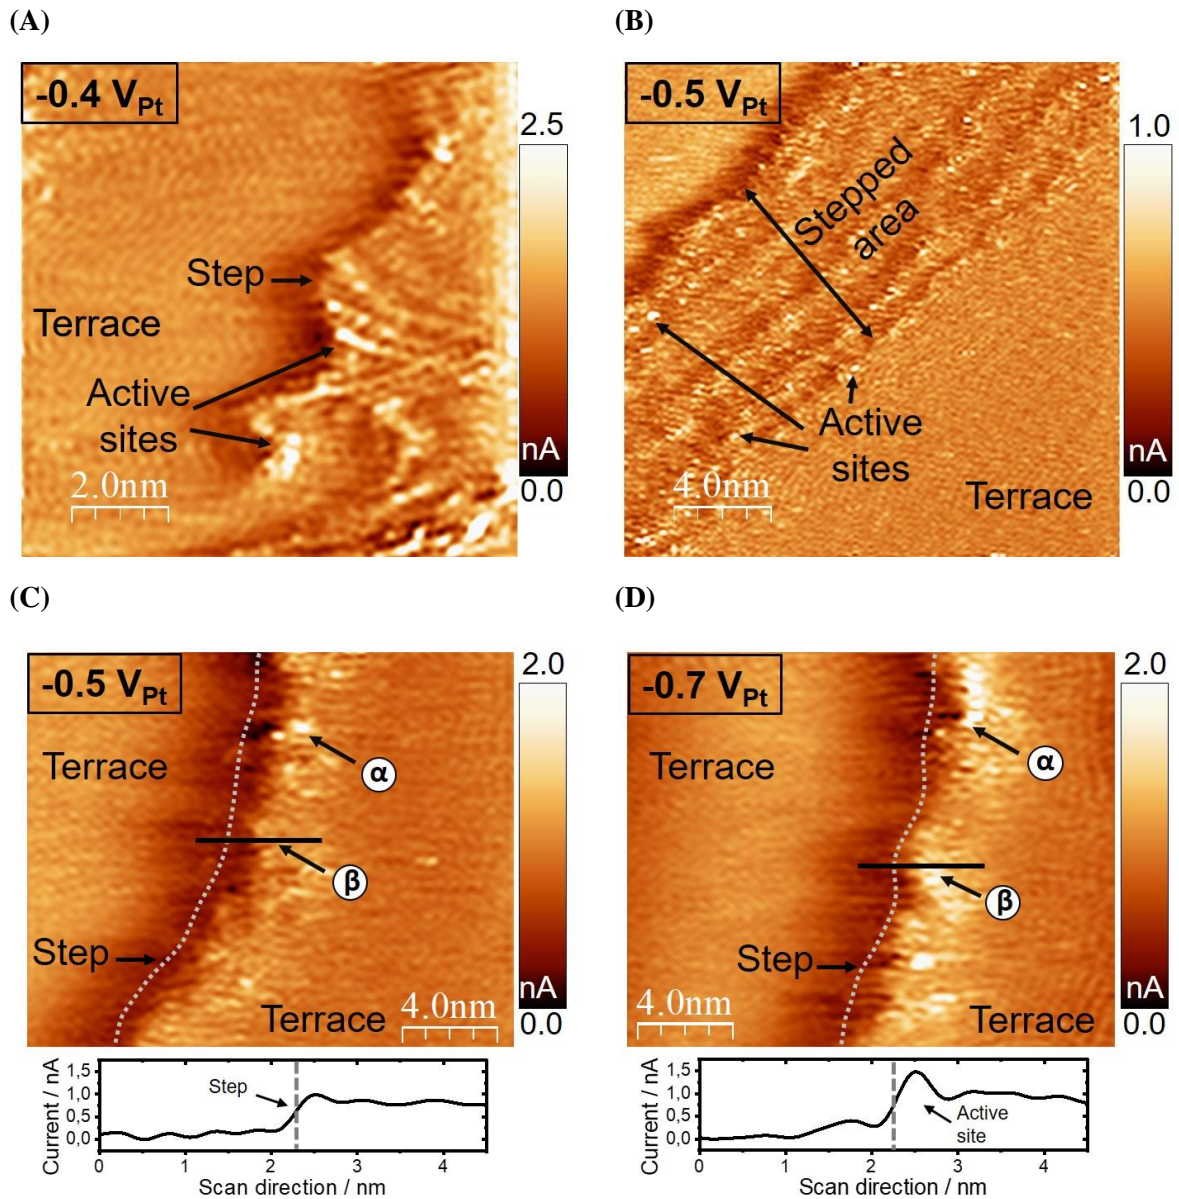 (A)
-0.4 V_Pt
2.5
Step
Terrace
Active
sites
2.0nm
nA
0.0
(B)
-0.5 V_Pt
1.0
Stepped
area
Active
sites
4.0nm
Terrace
nA
0.0
(C)
-0.5 V_Pt
2.0
Terrace
α
β
Step
Terrace
4.0nm
nA
0.0
Current / nA
1,5
1,0
0,5
0,0
Step
0
1
2
3
4
Scan direction / nm
(D)
-0.7 V_Pt
2.0
Terrace
α
β
Step
4.0nm
Terrace
nA
0.0
Current / nA
1,5
1,0
0,5
0,0
Active
site
0
1
2
3
4
Scan direction / nm